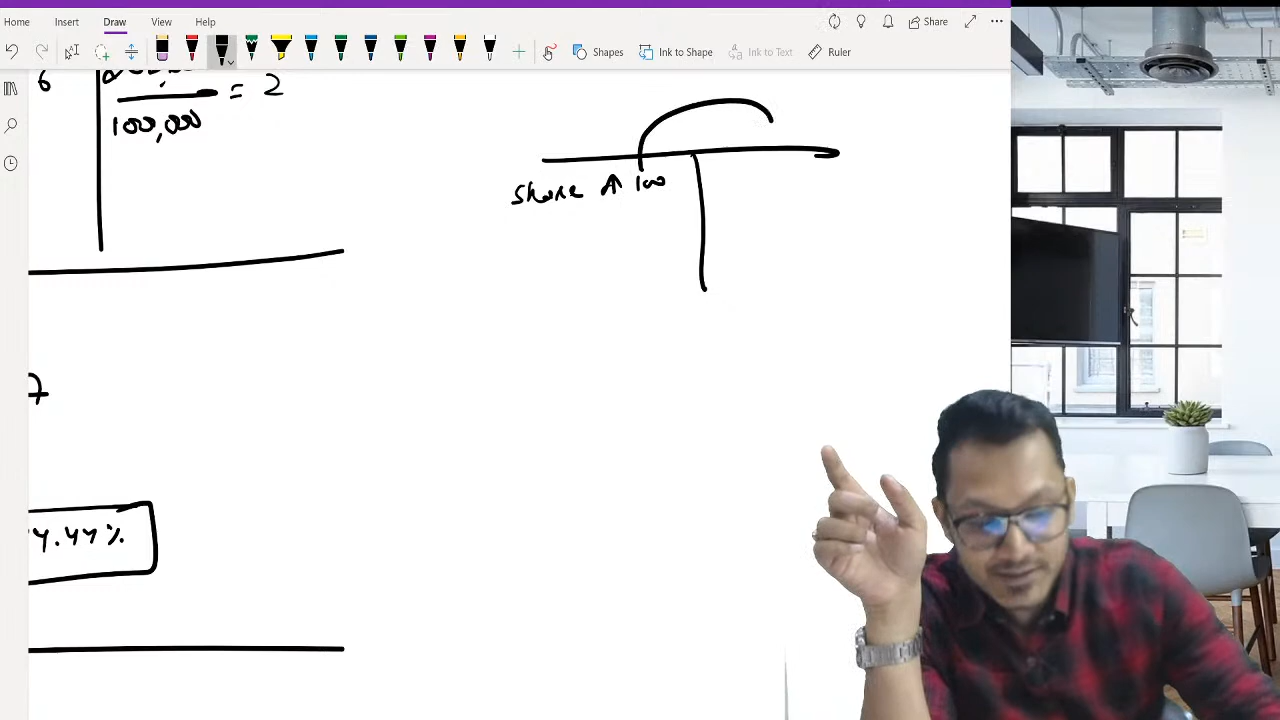 Home Insert Draw View Help Share
Shapes Ink to Shape Ink to Text Ruler
6
= 2
100,000
Share A 100
7
4.44%